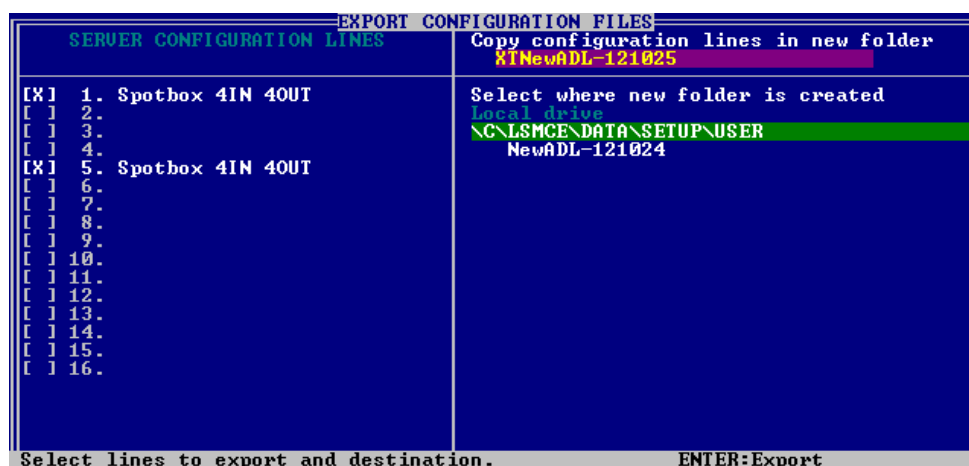 EXPORT CONFIGURATION FILES
SERVER CONFIGURATION LINES
[X] 1. Spotbox 4IN 4OUT
[ ] 2.
[ ] 3.
[ ] 4.
[X] 5. Spotbox 4IN 4OUT
[ ] 6.
[ ] 7.
[ ] 8.
[ ] 9.
[ ] 10.
[ ] 11.
[ ] 12.
[ ] 13.
[ ] 14.
[ ] 15.
[ ] 16.
Copy configuration lines in new folder
XTNewADL-121025
Select where new folder is created
Local drive
\C\LSMCE\DATA\SETUP\USER
NewADL-121024
Select lines to export and destination.
ENTER:Export